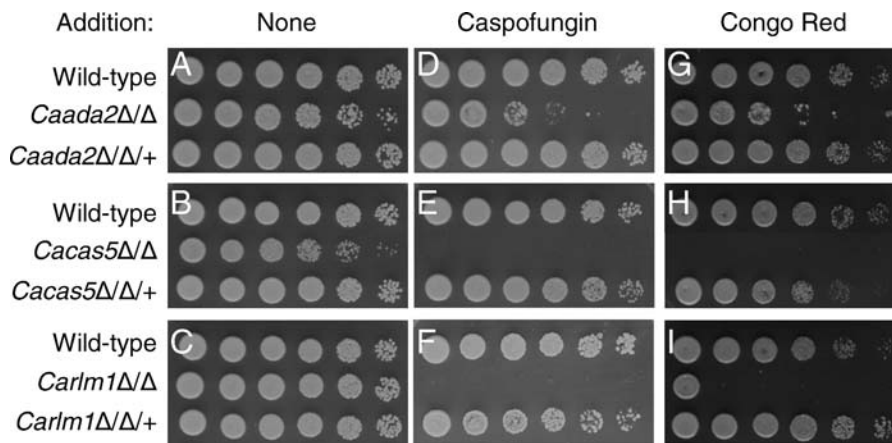 Addition: None Caspofungin Congo Red
Wild-type A D G
Caada2Δ/Δ
Caada2Δ/Δ/+
Wild-type B E H
Cacas5Δ/Δ
Cacas5Δ/Δ/+
Wild-type C F I
Carlm1Δ/Δ
Carlm1Δ/Δ/+